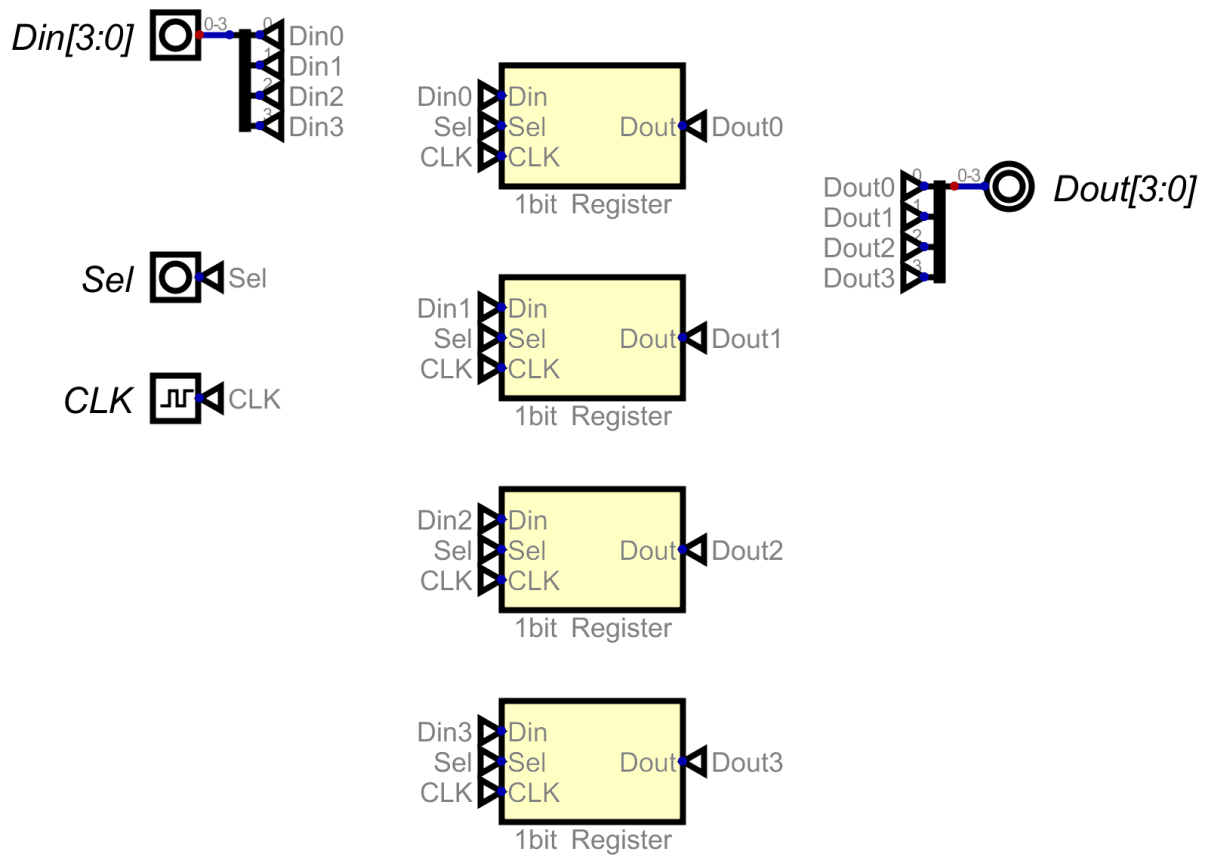 Din[3:0]
0-3
0
Din0
1
Din1
2
Din2
3
Din3
Sel
Sel
CLK
CLK
Din0
Sel
CLK
Din
Sel
CLK
Dout
Dout0
1bit Register
Din1
Sel
CLK
Din
Sel
CLK
Dout
Dout1
1bit Register
Din2
Sel
CLK
Din
Sel
CLK
Dout
Dout2
1bit Register
Din3
Sel
CLK
Din
Sel
CLK
Dout
Dout3
1bit Register
Dout0
0
Dout1
1
Dout2
2
Dout3
3
0-3
Dout[3:0]